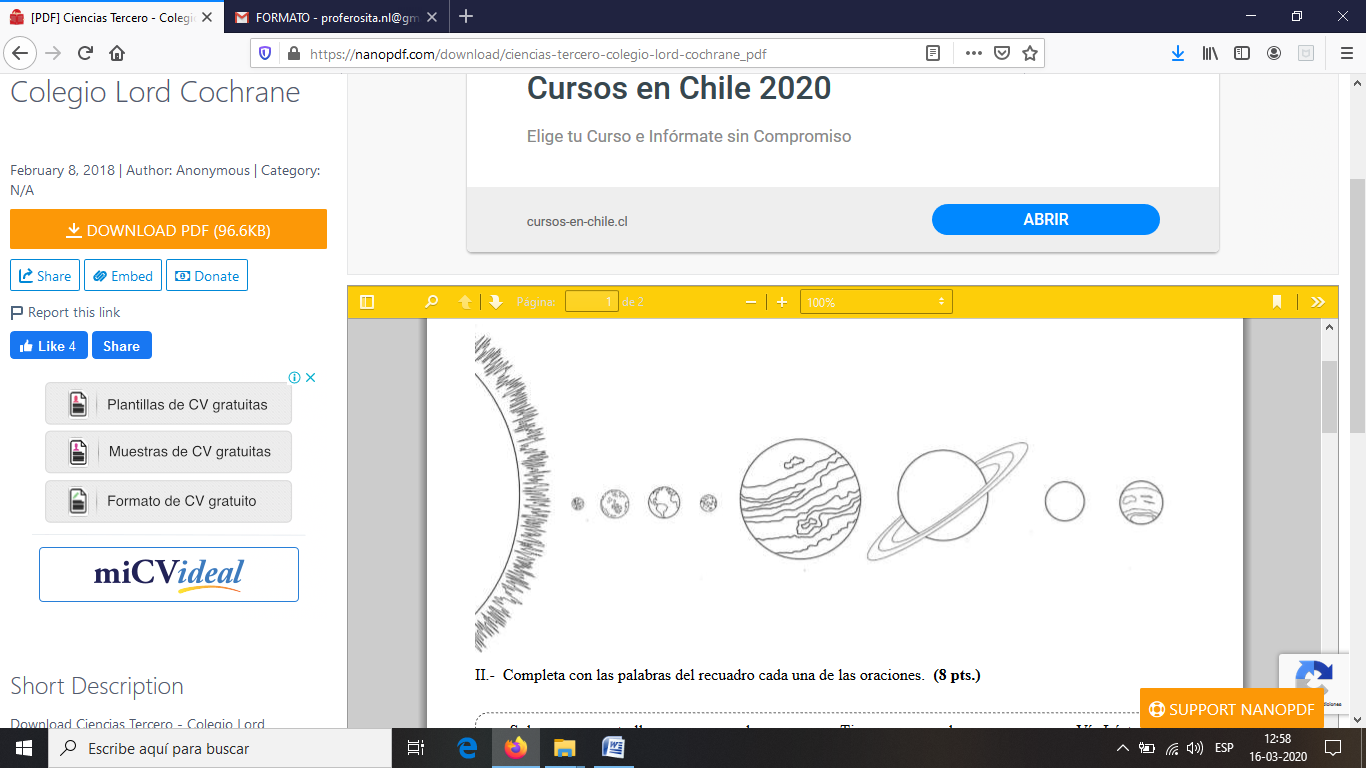 [PDF] Ciencias Tercero - Colegi
FORMATO - proferosita.nl@gm
https://nanopdf.com/download/ciencias-tercero-colegio-lord-cochrane_pdf
Colegio Lord Cochrane
February 8, 2018 | Author: Anonymous | Category:
N/A
DOWNLOAD PDF (96.6KB)
Share
Embed
Donate
Report this link
Like 4
Share
Plantillas de CV gratuitas
Muestras de CV gratuitas
Formato de CV gratuito
miCVideal
Short Description
Download Ciencias Tercero - Colegio Lord
Cursos en Chile 2020
Elige tu Curso e Infórmate sin Compromiso
cursos-en-chile.cl
ABRIR
Página: 1 de 2
100%
II.- Completa con las palabras del recuadro cada una de las oraciones. (8 pts.)
SUPPORT NANOPDF
Escribe aquí para buscar
ESP
12:58
16-03-2020